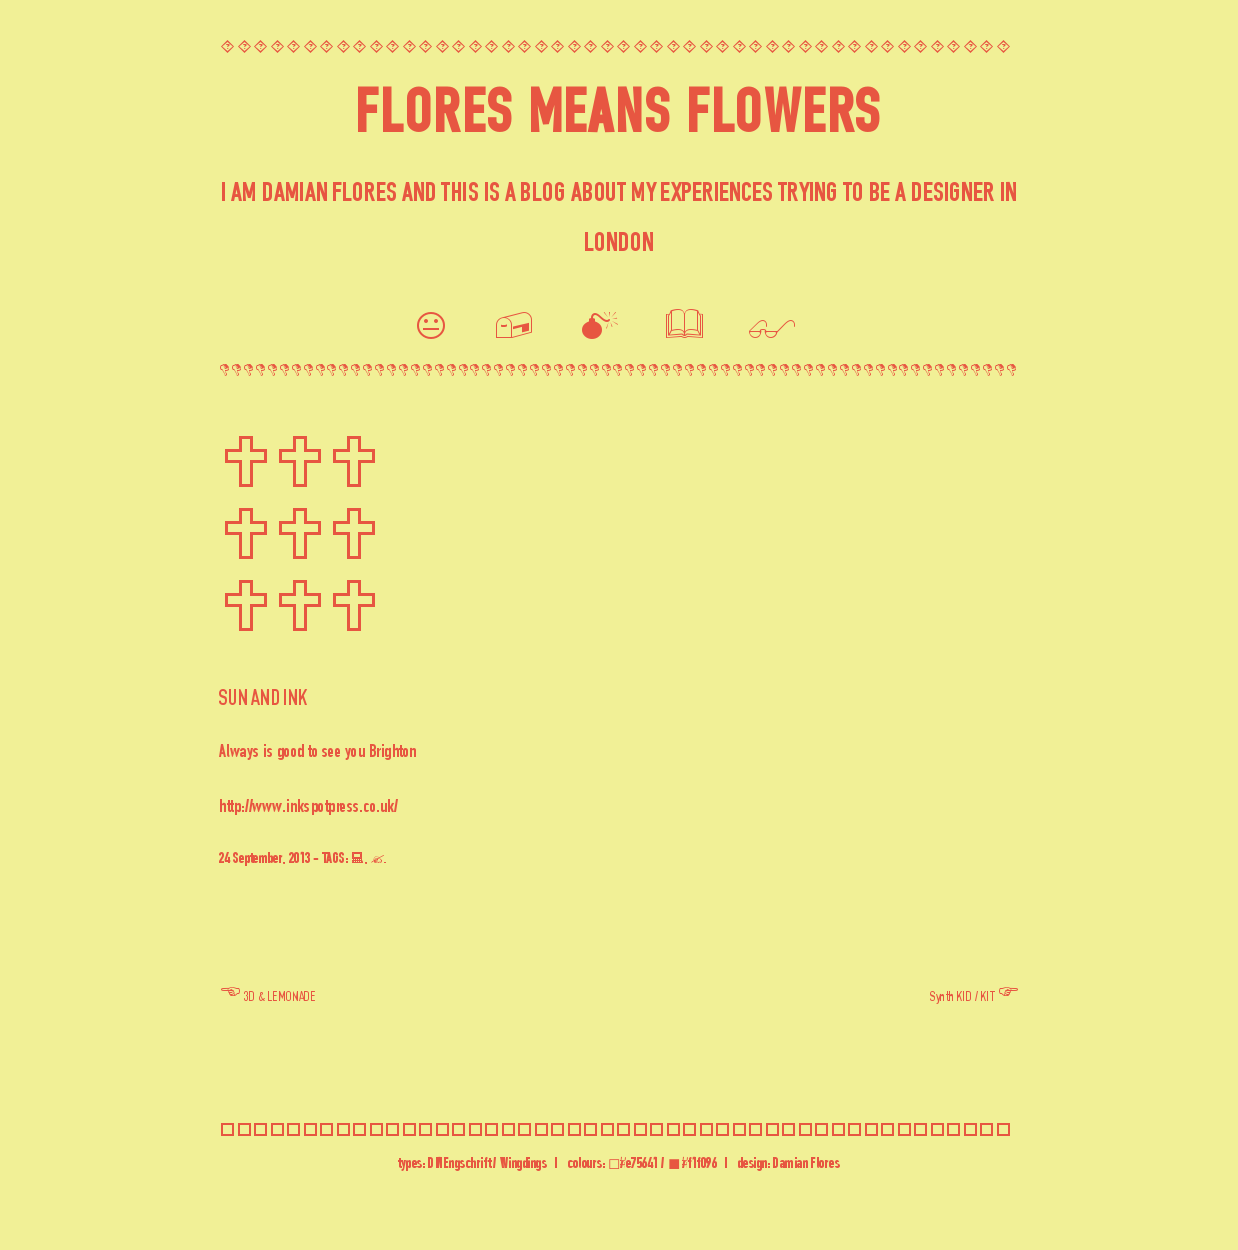 FLORES MEANS FLOWERS
I AM DAMIAN FLORES AND THIS IS A BLOG ABOUT MY EXPERIENCES TRYING TO BE A DESIGNER IN
LONDON
SUN AND INK
Always is good to see you Brighton
http://www.inkspotpress.co.uk/
24 September, 2013 - TAGS: 💻, ✍.
☜ 3D & LEMONADE
Synth KID / KIT ☞
types: DINEngschrift / Wingdings | colours: □#e75641 / ■#f1f096 | design: Damian Flores